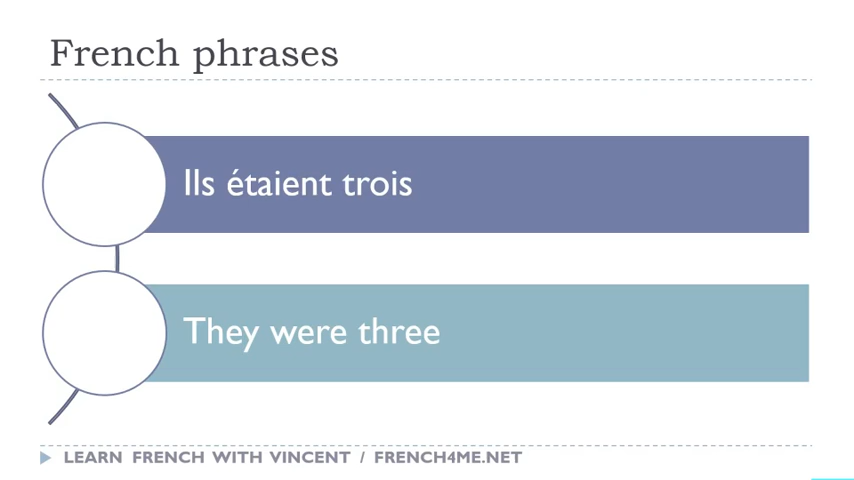 French phrases
Ils étaient trois
They were three
LEARN FRENCH WITH VINCENT / FRENCH4ME.NET